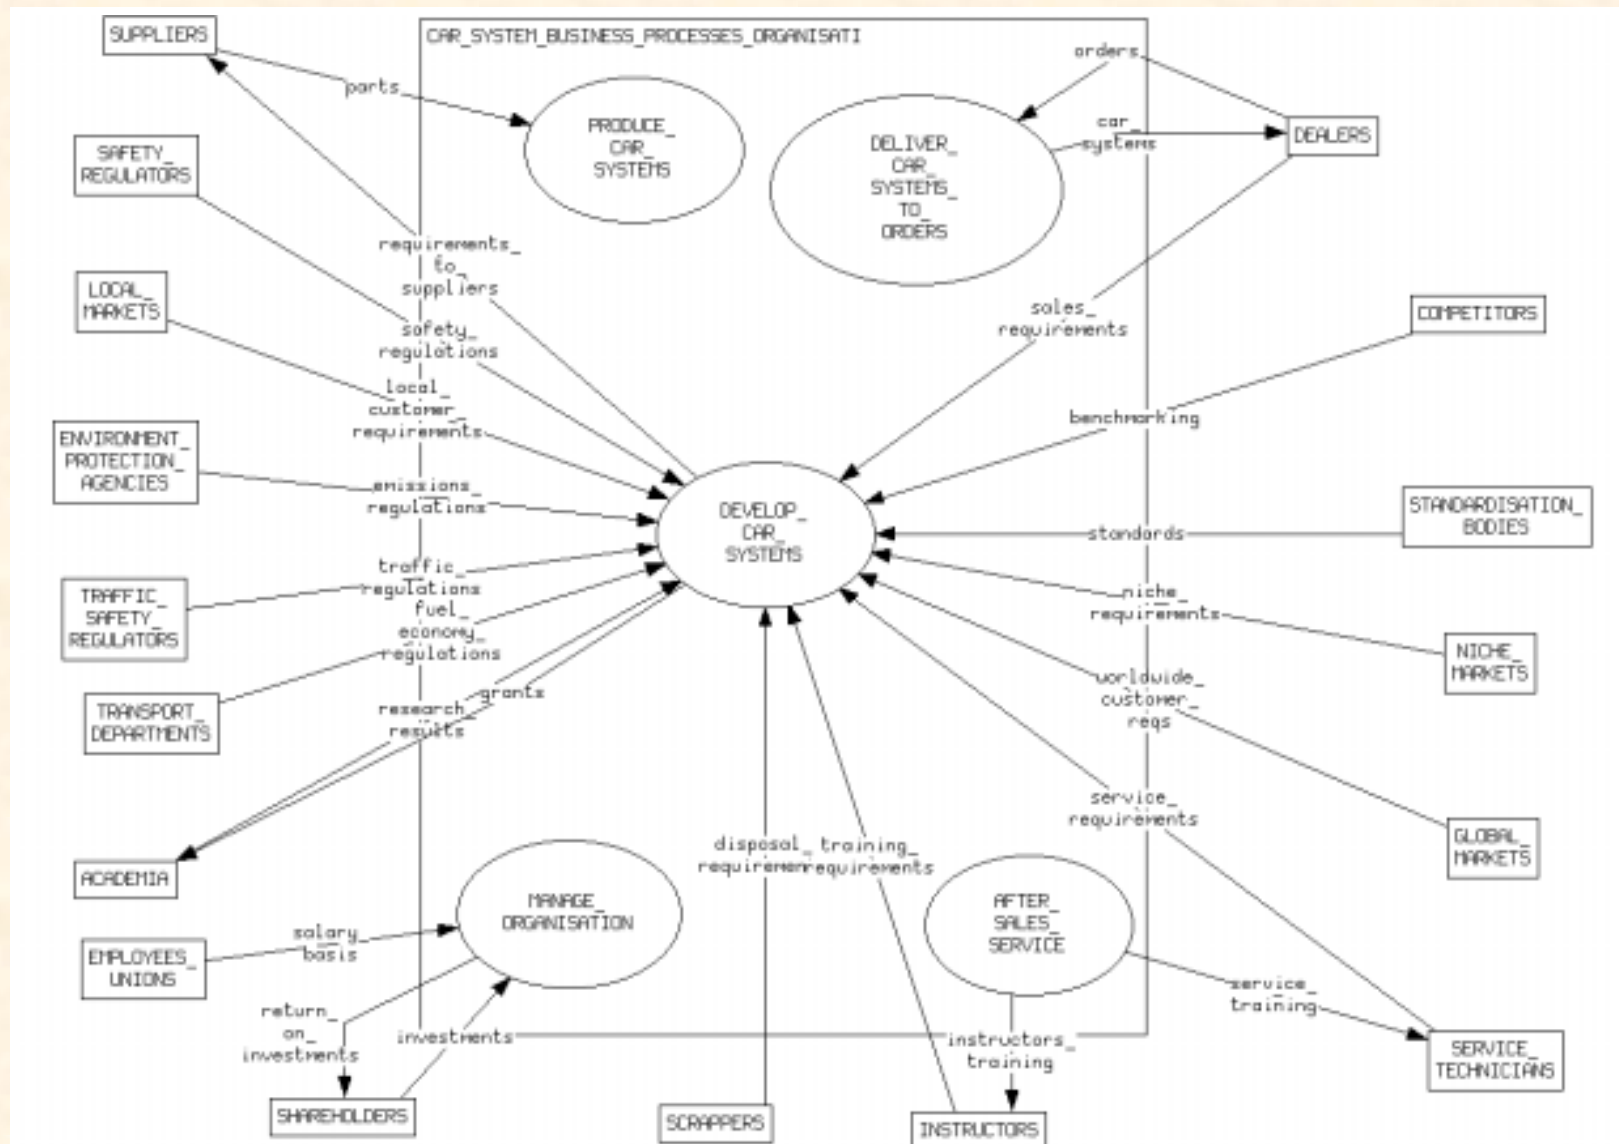 SUPPLIERS
CAR_SYSTEM_BUSINESS_PROCESSES_ORGANISATI
orders
parts
PRODUCE_
CAR_
SYSTEMS
DELIVER_
CAR_
SYSTEMS_
TO_
ORDERS
car_
systems
DEALERS
SAFETY_
REGULATORS
requirements_
to_
suppliers
LOCAL_
MARKETS
safety_
regulations
sales_
requirements
COMPETITORS
local_
customer_
requirements
benchmarking
ENVIRONMENT_
PROTECTION_
AGENCIES
emissions_
regulations
DEVELOP_
CAR_
SYSTEMS
standards
STANDARDISATION_
BODIES
TRAFFIC_
SAFETY_
REGULATORS
traffic_
regulations
fuel_
economy_
regulations
niche_
requirements
NICHE_
MARKETS
TRANSPORT_
DEPARTMENTS
grants
research_
results
worldwide_
customer_
reqs
service_
requirements
GLOBAL_
MARKETS
ACADEMIA
disposal_
requiremen
training_
requirements
MANAGE_
ORGANISATION
AFTER_
SALES_
SERVICE
EMPLOYEES_
UNIONS
salary_
basis
service_
training
return_
on_
investments
investments
instructors_
training
SERVICE_
TECHNICIANS
SHAREHOLDERS
SCRAPPERS
INSTRUCTORS